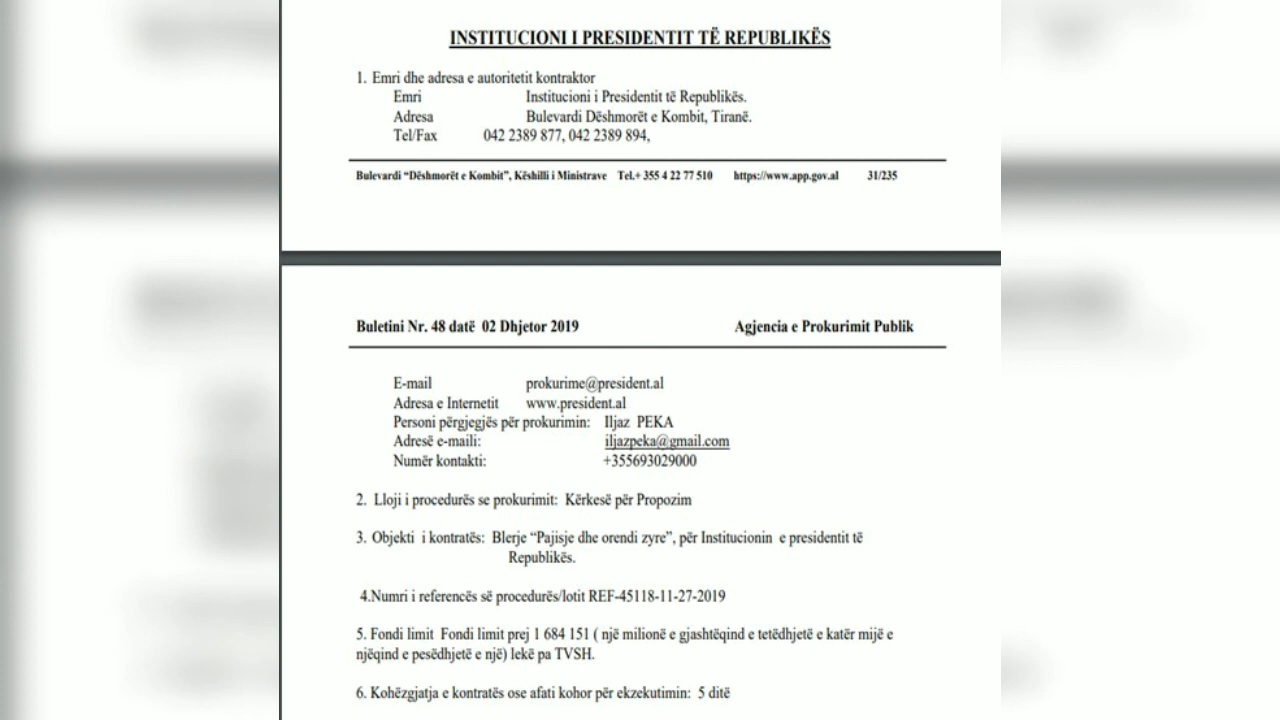 INSTITUCIONI I PRESIDENTIT TË REPUBLIKËS
1. Emri dhe adresa e autoritetit kontraktor
Emri Institucioni i Presidentit të Republikës.
Adresa Bulevardi Dëshmorët e Kombit, Tiranë.
Tel/Fax 042 2389 877, 042 2389 894,
Bulevardi “Dëshmorët e Kombit”, Këshilli i Ministrave Tel.+ 355 4 22 77 510 https://www.app.gov.al 31/235
Buletini Nr. 48 datë 02 Dhjetor 2019 Agjencia e Prokurimit Publik
E-mail prokurime@president.al
Adresa e Internetit www.president.al
Personi përgjegjës për prokurimin: Iljaz PEKA
Adresë e-maili: iljazpeka@gmail.com
Numër kontakti: +355693029000
2. Lloji i procedurës se prokurimit: Kërkesë për Propozim
3. Objekti i kontratës: Blerje “Pajisje dhe orendi zyre”, për Institucionin e presidentit të
Republikës.
4.Numri i referencës së procedurës/lotit REF-45118-11-27-2019
5. Fondi limit Fondi limit prej 1 684 151 ( një milionë e gjashtëqind e tetëdhjetë e katër mijë e
njëqind e pesëdhjetë e një) lekë pa TVSH.
6. Kohëzgjatja e kontratës ose afati kohor për ekzekutimin: 5 ditë